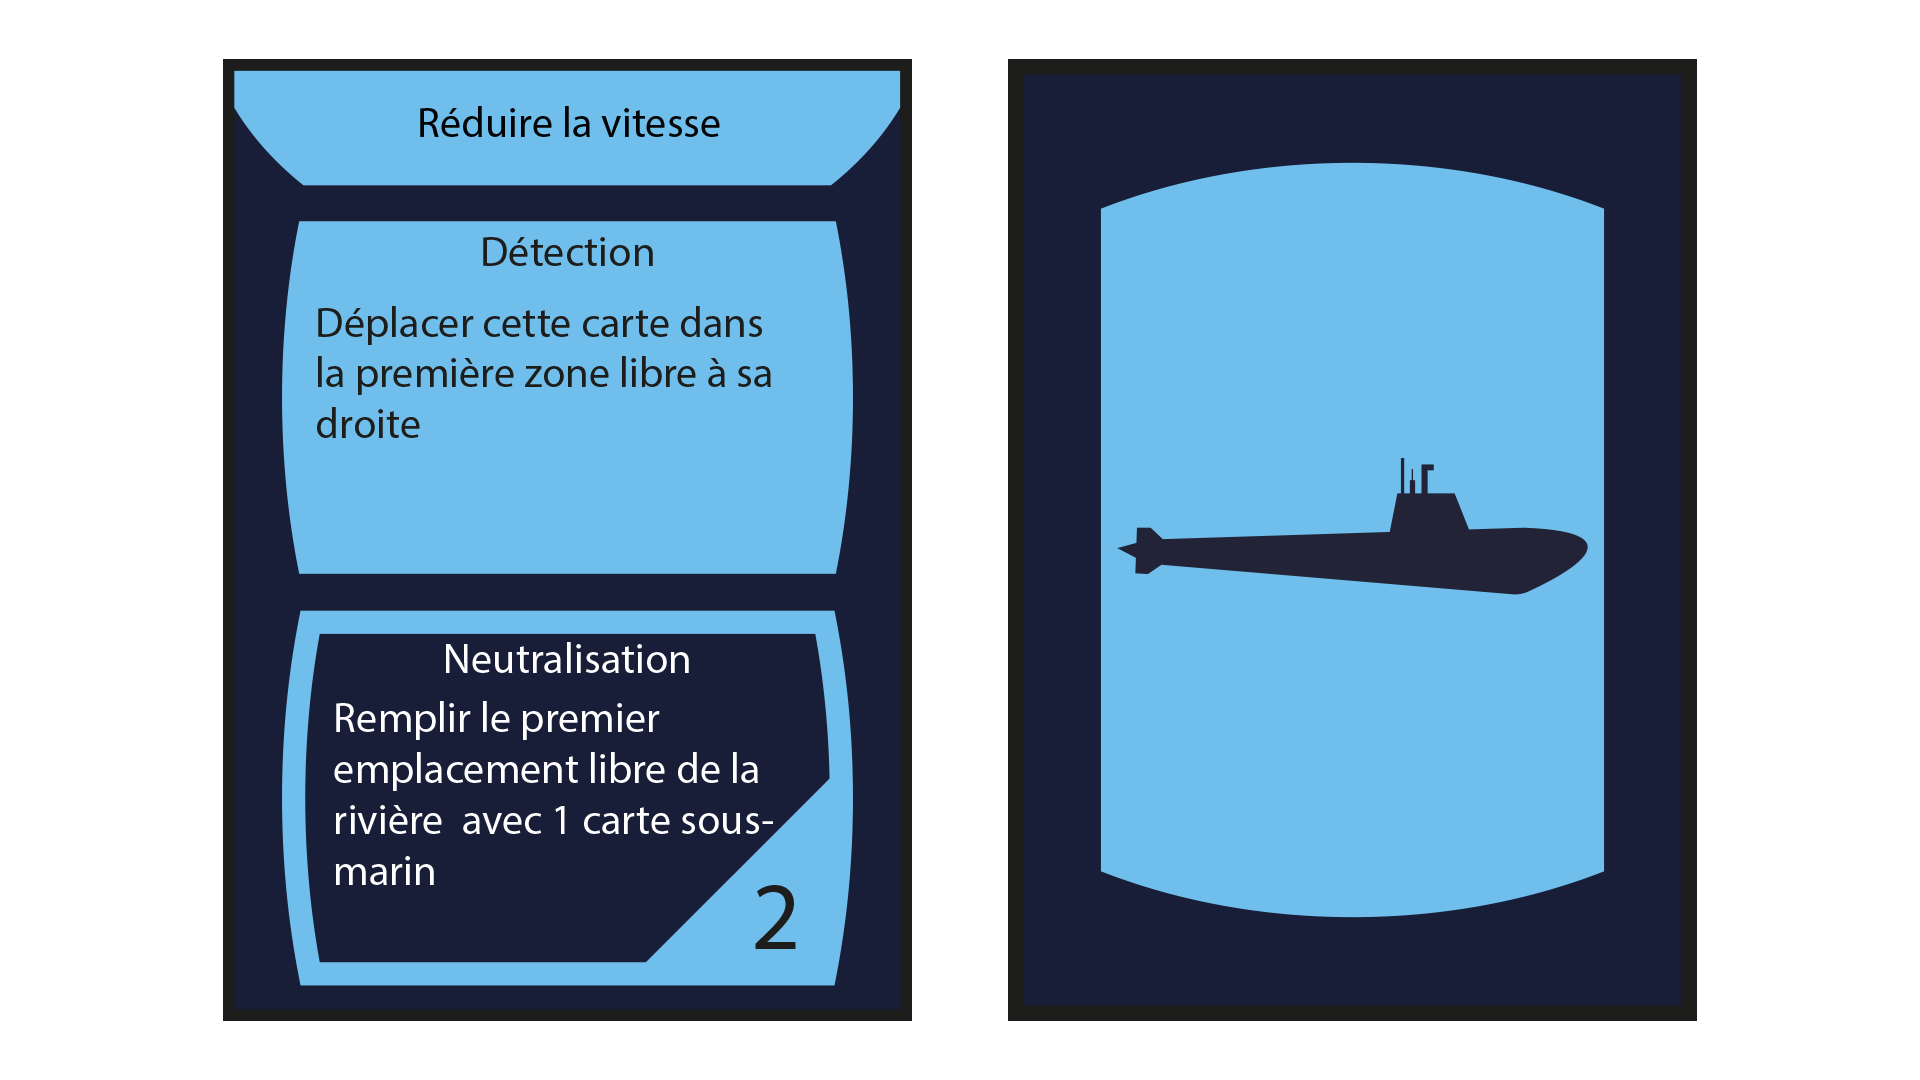 Réduire la vitesse
Détection
Déplacer cette carte dans
la première zone libre à sa
droite
Neutralisation
Remplir le premier
emplacement libre de la
rivière  avec 1 carte sous-
marin
2